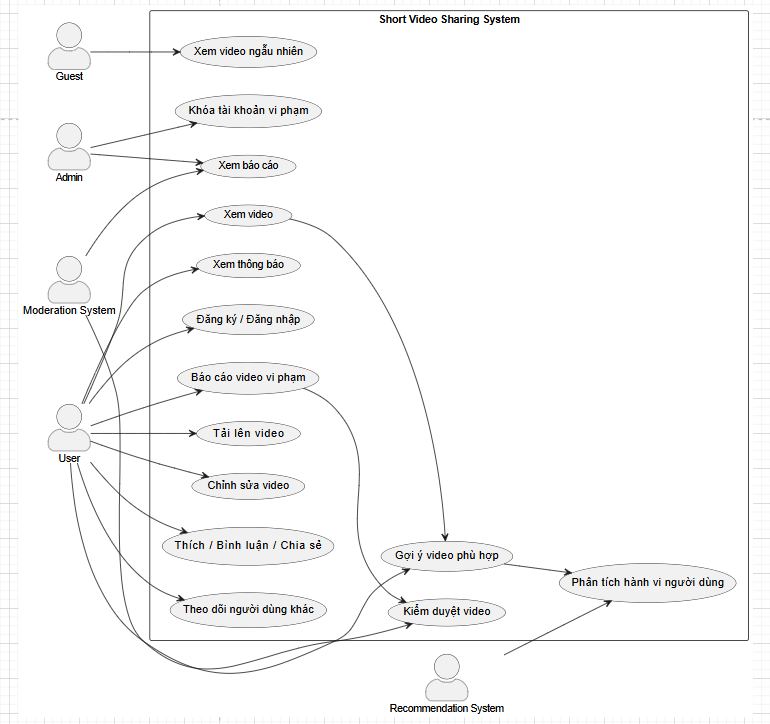 Short Video Sharing System
Guest
Xem video ngẫu nhiên
Khóa tài khoản vi phạm
Admin
Xem báo cáo
Xem video
Xem thông báo
Moderation System
Đăng ký / Đăng nhập
Báo cáo video vi phạm
Tải lên video
User
Chỉnh sửa video
Thích / Bình luận / Chia sẻ
Gợi ý video phù hợp
Phân tích hành vi người dùng
Theo dõi người dùng khác
Kiểm duyệt video
Recommendation System